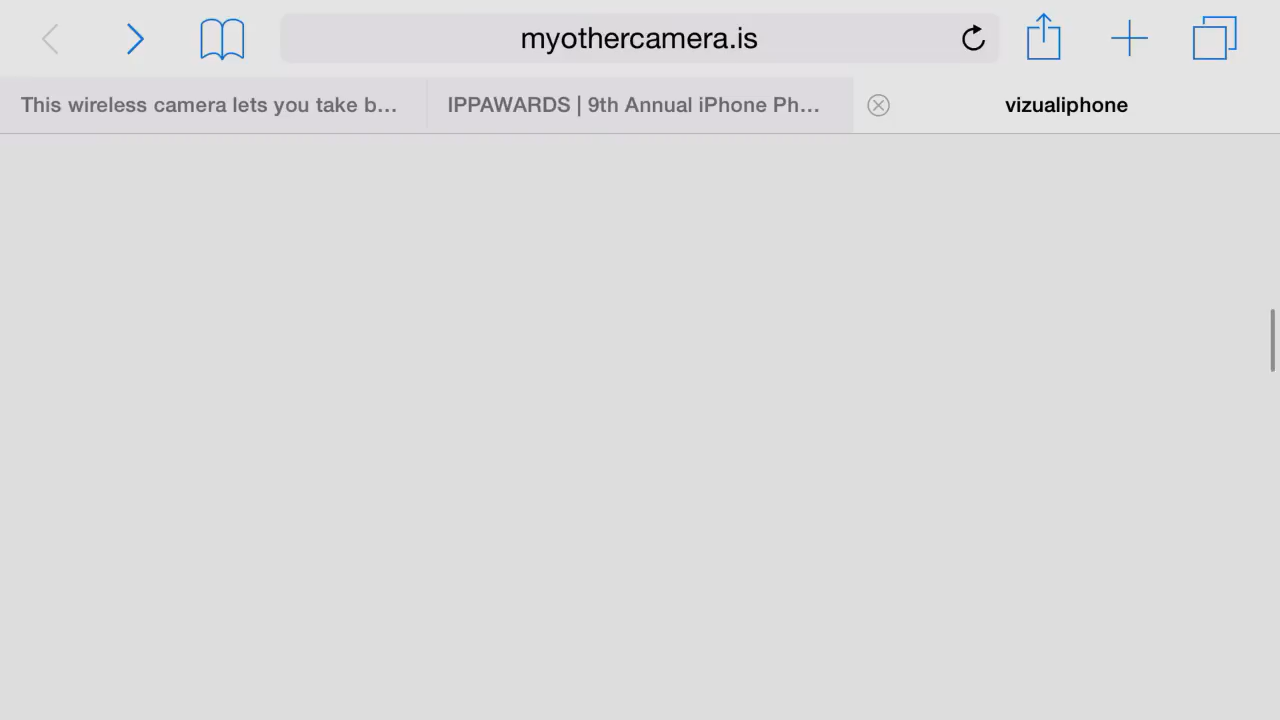 myothercamera.is
This wireless camera lets you take b...
IPPAWARDS | 9th Annual iPhone Ph...
vizualiphone